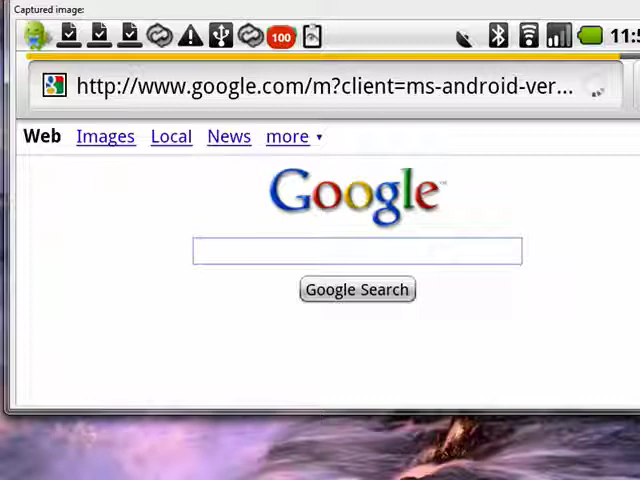 Captured image:
100
11:5
http://www.google.com/m?client=ms-android-ver...
Web Images Local News more
Google™
Google Search